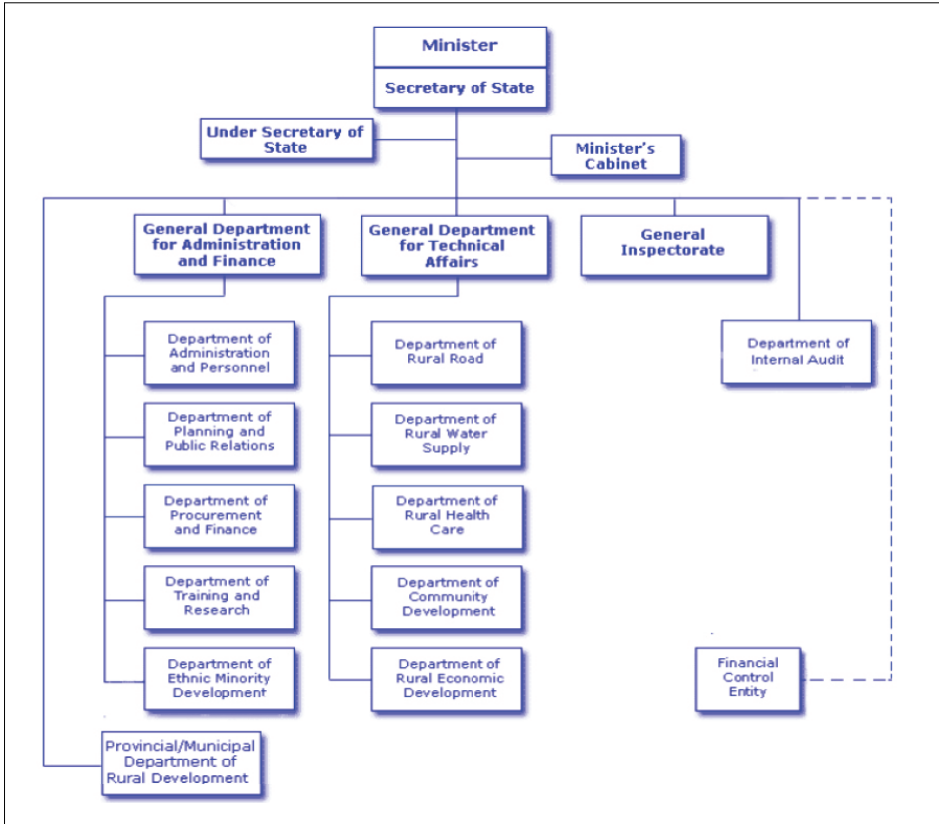 Minister
Secretary of State
Under Secretary of
State
Minister's
Cabinet
General Department
for Administration
and Finance
General Department
for Technical
Affairs
General
Inspectorate
Department of
Administration
and Personnel
Department of
Planning and
Public Relations
Department of
Procurement
and Finance
Department of
Training and
Research
Department of
Ethnic Minority
Development
Department of
Rural Road
Department of
Rural Water
Supply
Department of
Rural Health
Care
Department of
Community
Development
Department of
Rural Economic
Development
Department of
Internal Audit
Financial
Control
Entity
Provincial/Municipal
Department of
Rural Development